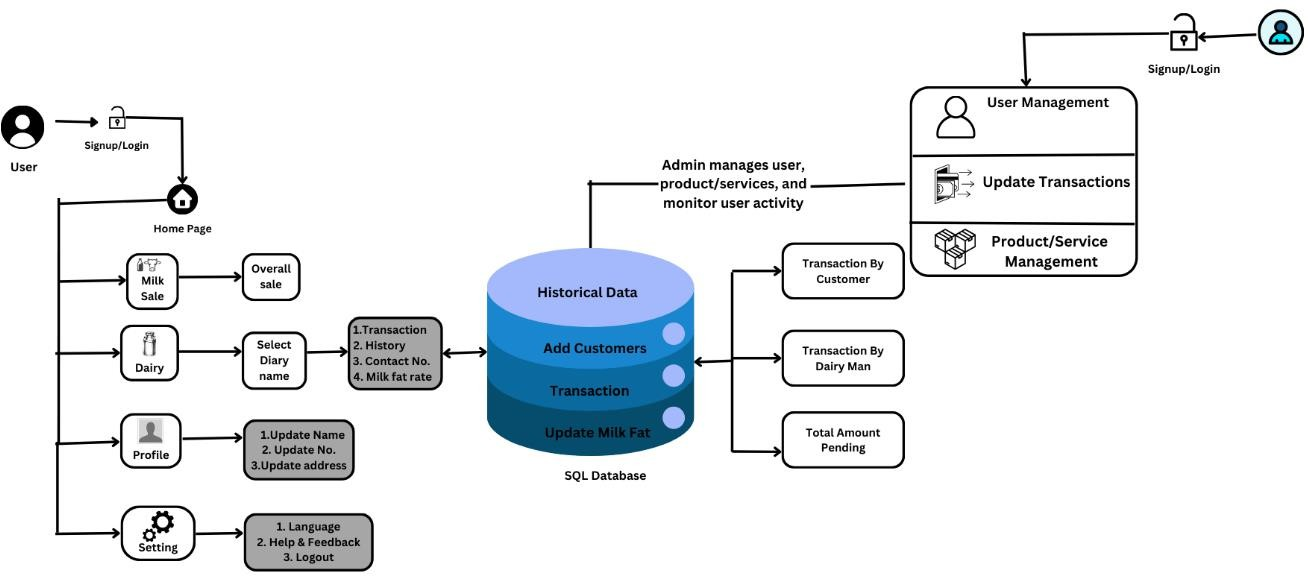 Signup/Login
User Management
Update Transactions
Product/Service
Management
Admin manages user,
product/services, and
monitor user activity
User
Signup/Login
Home Page
Milk
Sale
Overall
sale
Dairy
Select
Diary
name
1.Transaction
2. History
3. Contact No.
4. Milk fat rate
Profile
1.Update Name
2. Update No.
3.Update address
Setting
1. Language
2. Help & Feedback
3. Logout
Historical Data
Add Customers
Transaction
Update Milk Fat
SQL Database
Transaction By
Customer
Transaction By
Dairy Man
Total Amount
Pending